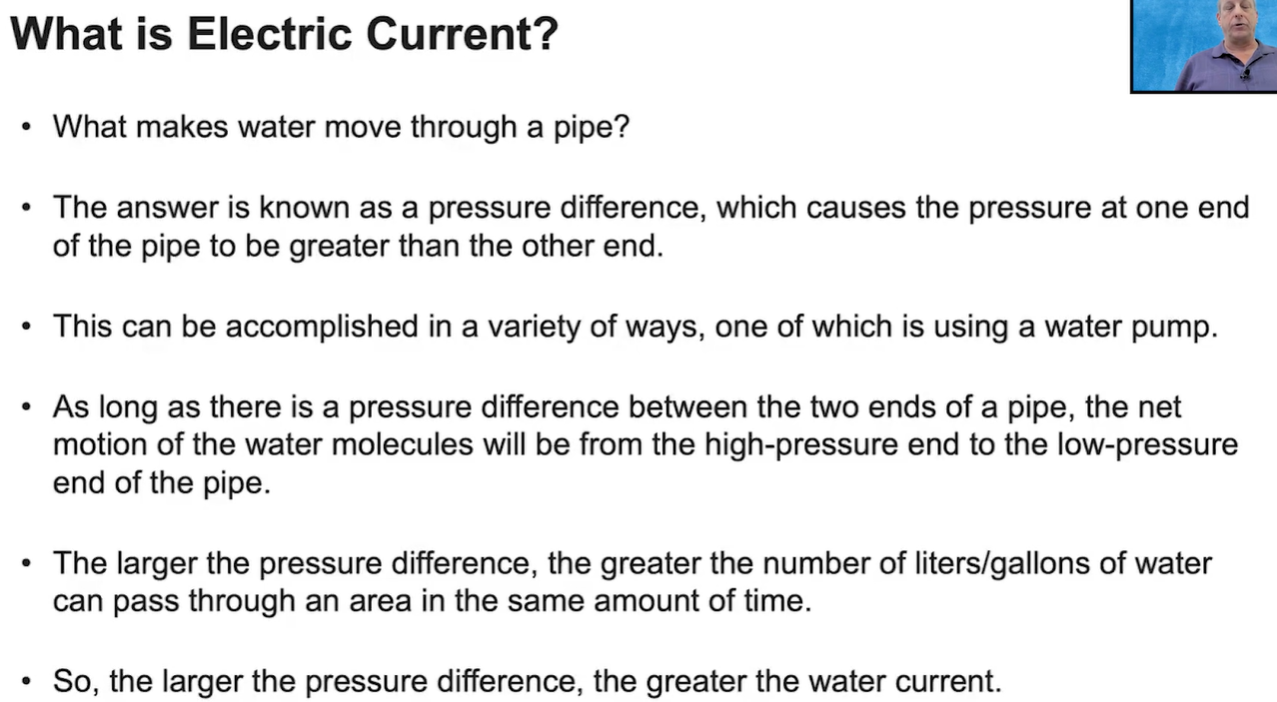 What is Electric Current?
• What makes water move through a pipe?
• The answer is known as a pressure difference, which causes the pressure at one end
of the pipe to be greater than the other end.
• This can be accomplished in a variety of ways, one of which is using a water pump.
• As long as there is a pressure difference between the two ends of a pipe, the net
motion of the water molecules will be from the high-pressure end to the low-pressure
end of the pipe.
• The larger the pressure difference, the greater the number of liters/gallons of water
can pass through an area in the same amount of time.
• So, the larger the pressure difference, the greater the water current.